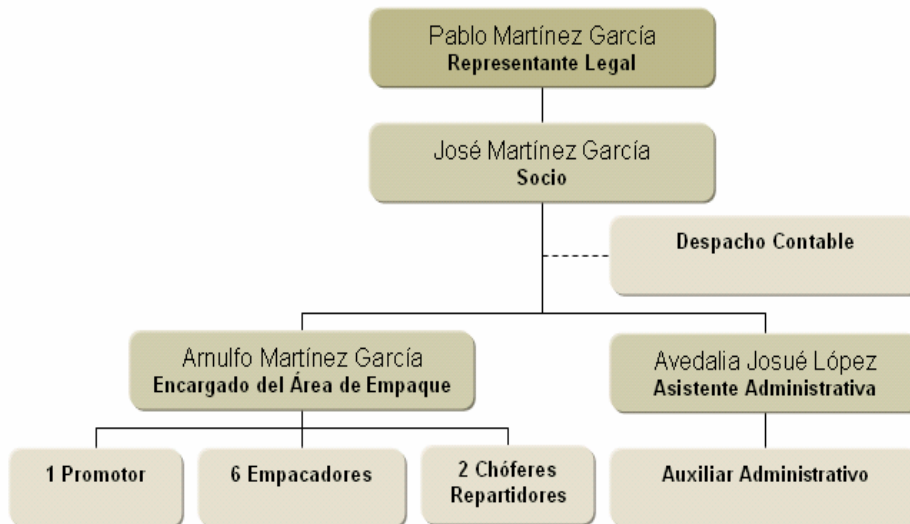 Pablo Martínez García
Representante Legal
José Martínez García
Socio
Despacho Contable
Arnulfo Martínez García
Encargado del Área de Empaque
Avedalia Josué López
Asistente Administrativa
1 Promotor
6 Empacadores
2 Chóferes
Repartidores
Auxiliar Administrativo